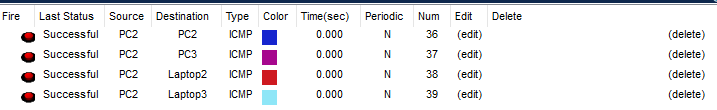 Fire Last Status Source Destination Type Color Time(sec) Periodic Num Edit Delete
Successful PC2 PC2 ICMP 0.000 N 36 (edit) (delete)
Successful PC2 PC3 ICMP 0.000 N 37 (edit) (delete)
Successful PC2 Laptop2 ICMP 0.000 N 38 (edit) (delete)
Successful PC2 Laptop3 ICMP 0.000 N 39 (edit) (delete)